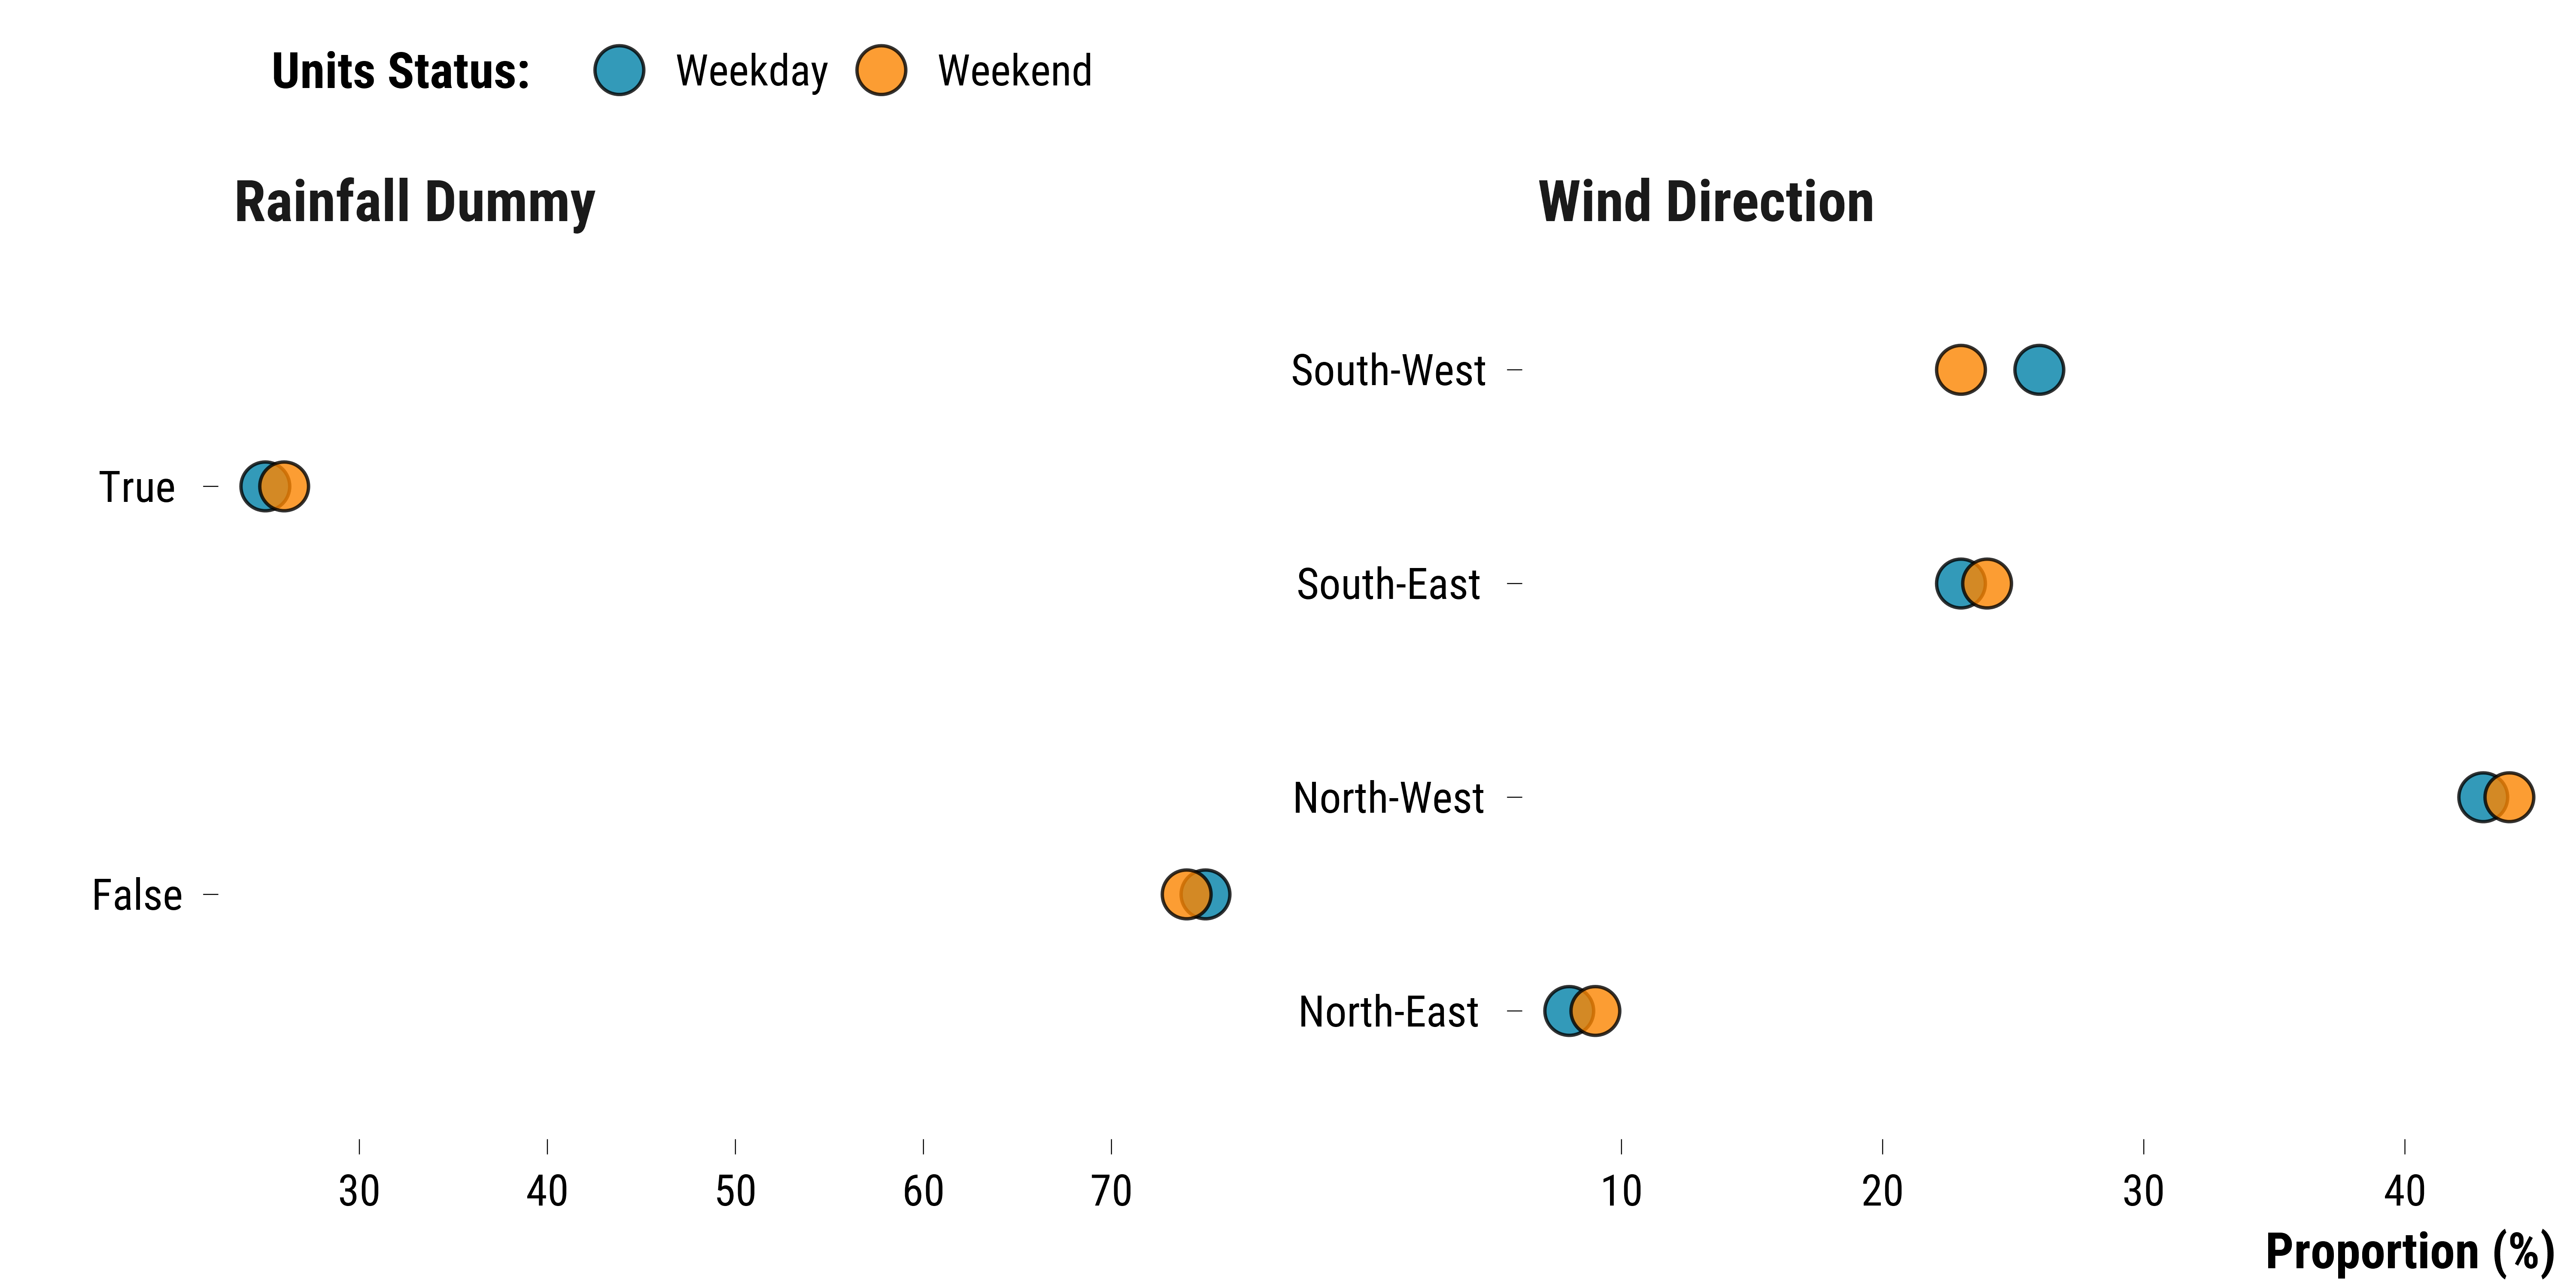 Units Status: Weekday Weekend
Rainfall Dummy
True
False
30 40 50 60 70
Wind Direction
South-West
South-East
North-West
North-East
10 20 30 40
Proportion (%)